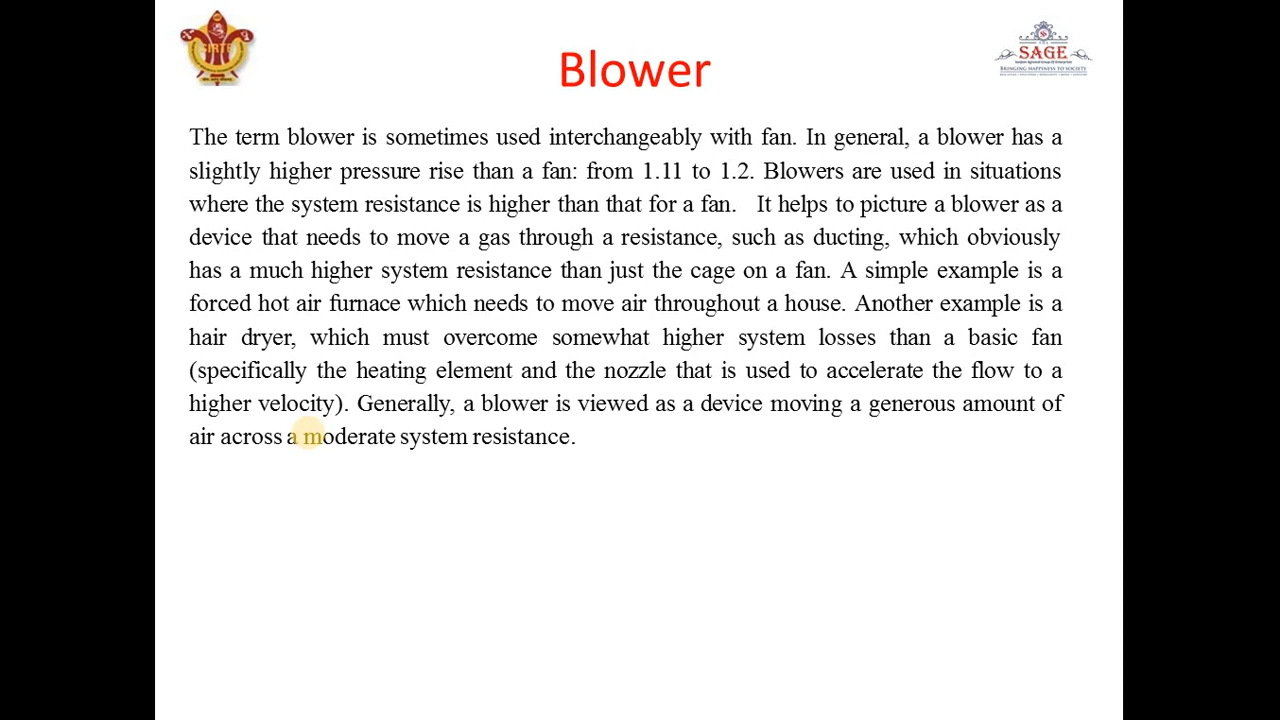 SIRTE
SAGE
BRINGING HAPPINESS TO SOCIETY
Blower
The term blower is sometimes used interchangeably with fan. In general, a blower has a
slightly higher pressure rise than a fan: from 1.11 to 1.2. Blowers are used in situations
where the system resistance is higher than that for a fan. It helps to picture a blower as a
device that needs to move a gas through a resistance, such as ducting, which obviously
has a much higher system resistance than just the cage on a fan. A simple example is a
forced hot air furnace which needs to move air throughout a house. Another example is a
hair dryer, which must overcome somewhat higher system losses than a basic fan
(specifically the heating element and the nozzle that is used to accelerate the flow to a
higher velocity). Generally, a blower is viewed as a device moving a generous amount of
air across a moderate system resistance.